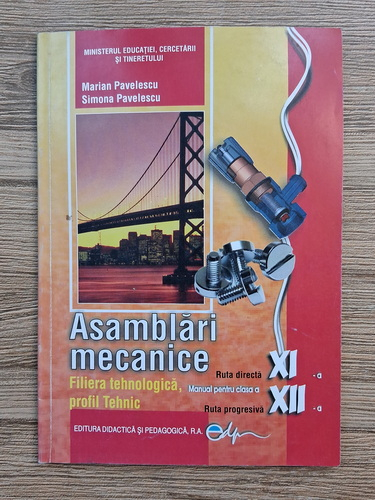 MINISTERUL EDUCAȚIEI, CERCETĂRII
ȘI TINERETULUI
Marian Pavelescu
Simona Pavelescu
Asamblări
mecanice
Filiera tehnologică,
profil Tehnic
Ruta directă XI -a
Manual pentru clasa a
Ruta progresivă XII -a
EDITURA DIDACTICĂ ȘI PEDAGOGICĂ, R.A. edp